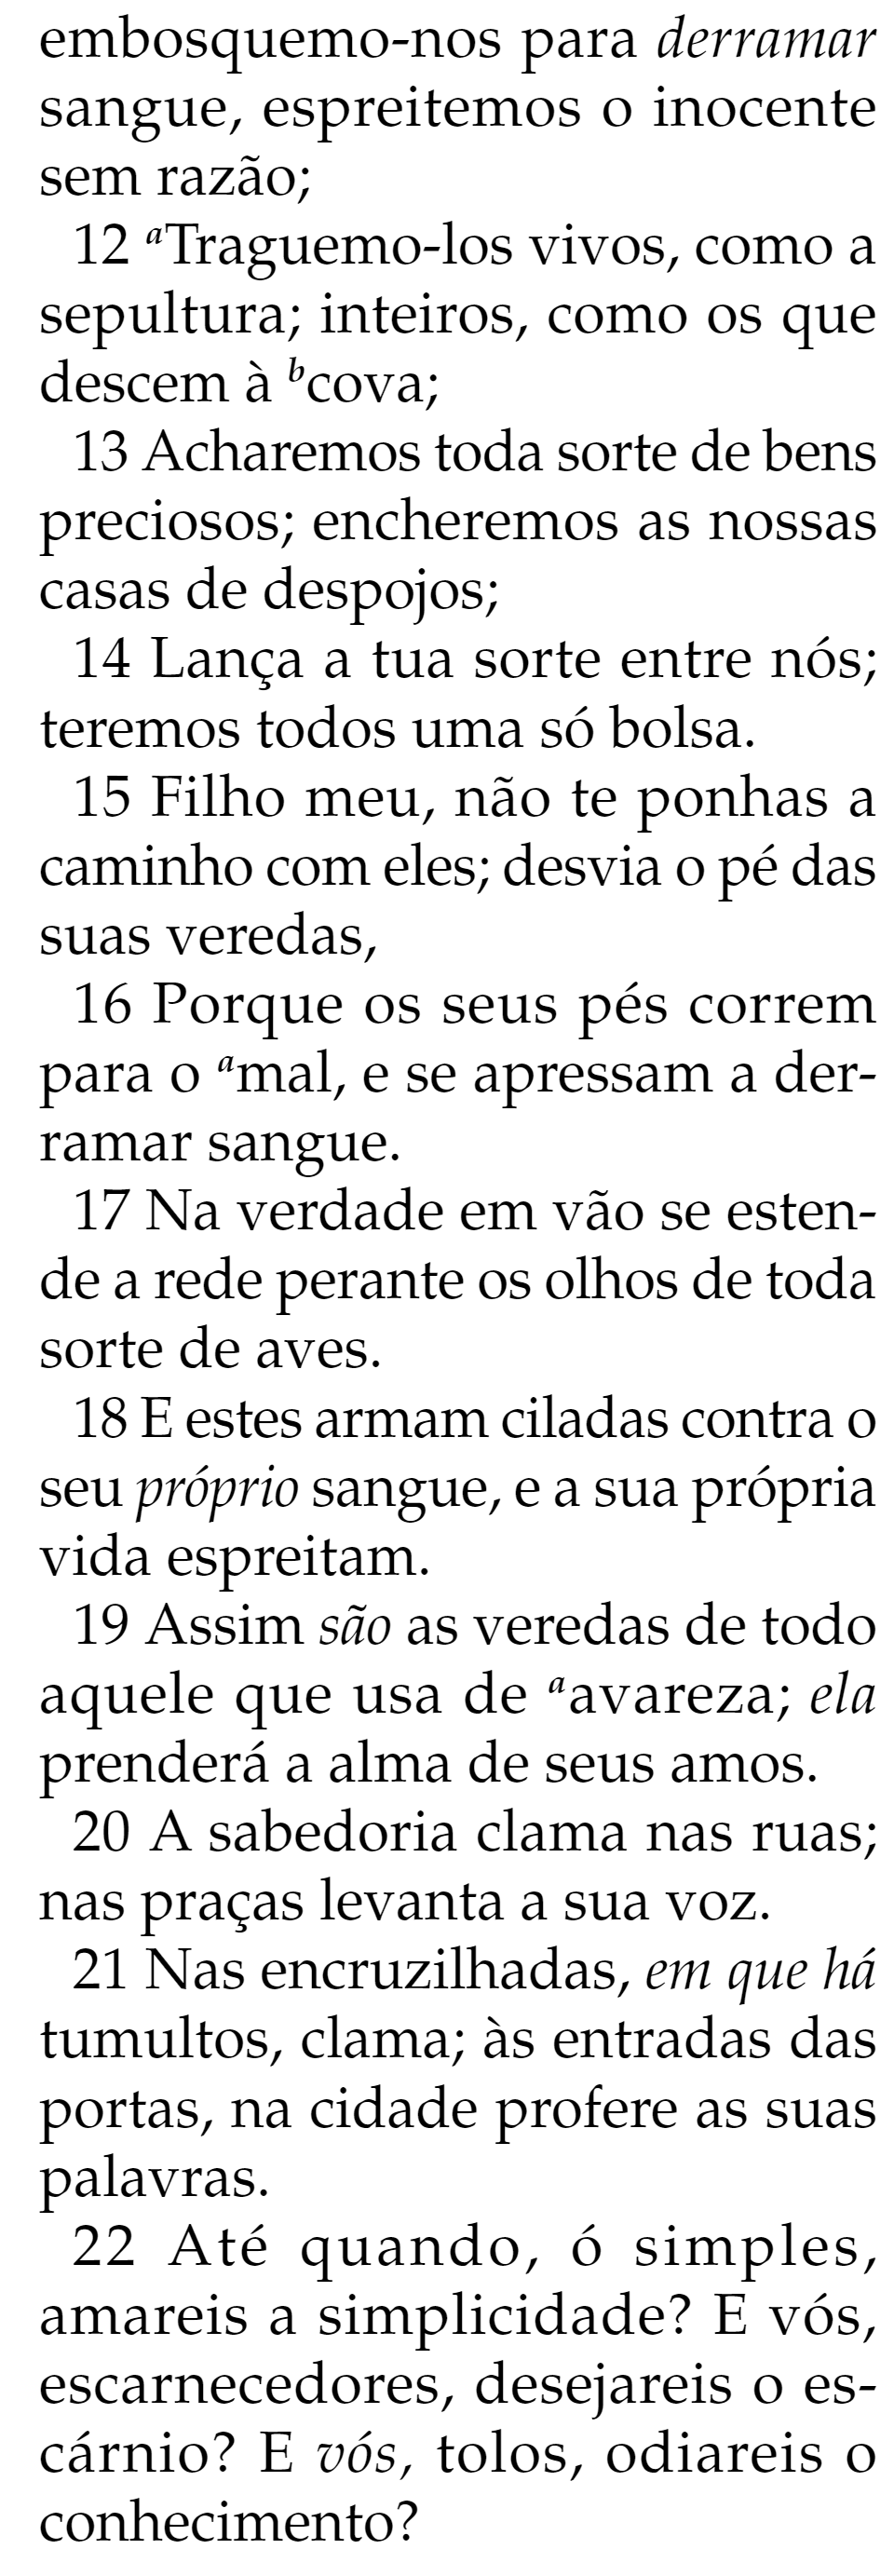 embosquemo-nos para derramar
sangue, espreitemos o inocente
sem razão;
12 aTraguemo-los vivos, como a
sepultura; inteiros, como os que
descem à bcova;
13 Acharemos toda sorte de bens
preciosos; encheremos as nossas
casas de despojos;
14 Lança a tua sorte entre nós;
teremos todos uma só bolsa.
15 Filho meu, não te ponhas a
caminho com eles; desvia o pé das
suas veredas,
16 Porque os seus pés correm
para o amal, e se apressam a der-
ramar sangue.
17 Na verdade em vão se esten-
de a rede perante os olhos de toda
sorte de aves.
18 E estes armam ciladas contra o
seu próprio sangue, e a sua própria
vida espreitam.
19 Assim são as veredas de todo
aquele que usa de aavareza; ela
prenderá a alma de seus amos.
20 A sabedoria clama nas ruas;
nas praças levanta a sua voz.
21 Nas encruzilhadas, em que há
tumultos, clama; às entradas das
portas, na cidade profere as suas
palavras.
22 Até quando, ó simples,
amareis a simplicidade? E vós,
escarnecedores, desejareis o es-
cárnio? E vós, tolos, odiareis o
conhecimento?